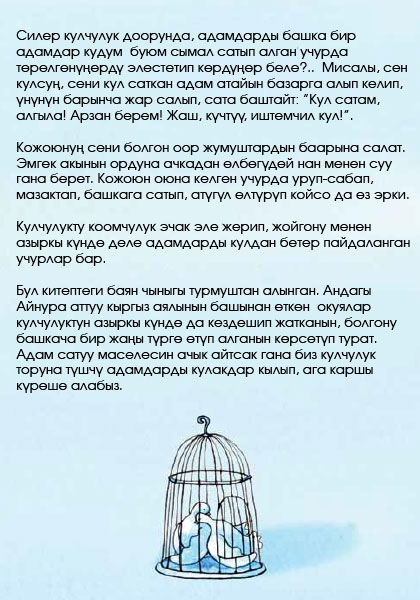 Силер кулчулук доорунда, адамдарды башка бир
адамдар кудум буюм сымал сатып алган учурда
төрөлгөнүңөрдү элестетип көрдүңөр беле?.. Мисалы, сен
кулсуң, сени кул саткан адам атайын базарга алып келип,
үнүнүн барынча жар салып, сата баштайт: "Кул сатам,
алгыла! Арзан берем! Жаш, күчтүү, иштемчил кул!".
Кожоюнуң сени болгон оор жумуштардын баарына салат.
Эмгек акынын ордуна ачкадан өлбөгүдөй нан менен суу
гана берет. Кожоюн оюна келген учурда уруп-сабап,
мазактап, башкага сатып, атүгүл өлтүрүп койсо да өз эрки.
Кулчулукту коомчулук эчак эле жерип, жойгону менен
азыркы күндө деле адамдарды кулдан бетер пайдаланган
учурлар бар.
Бул китептеги баян чыныгы турмуштан алынган. Андагы
Айнура аттуу кыргыз аялынын башынан өткөн окуялар
кулчулуктун азыркы күндө да кездешип жатканын, болгону
башкача бир жаңы түргө өтүп алганын көрсөтүп турат.
Адам сатуу маселесин ачык айтсак гана биз кулчулук
торуна түшчү адамдарды кулакдар кылып, ага каршы
күрөшө алабыз.